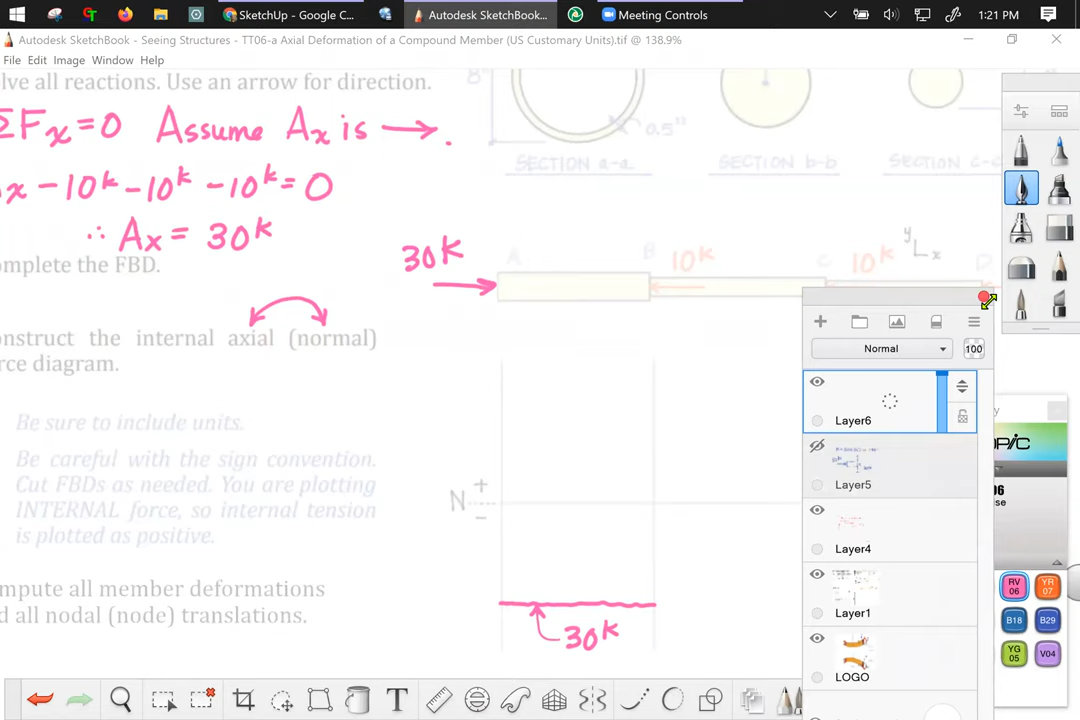 SketchUp - Google C...
Autodesk SketchBook...
Meeting Controls
1:21 PM
Autodesk SketchBook - Seeing Structures - TT06-a Axial Deformation of a Compound Member (US Customary Units).tif @ 138.9%
File Edit Image Window Help
lve all reactions. Use an arrow for direction.
8"
0.5"
ΣFx=0 Assume Ax is → .
SECTION a-a. SECTION b-b SECTION c-c
x - 10k - 10k - 10k = 0
∴ Ax = 30k
omplete the FBD.
30k A B 10k C 10k D
y x
onstruct the internal axial (normal)
rce diagram.
Be sure to include units.
Be careful with the sign convention.
Cut FBDs as needed. You are plotting
INTERNAL force, so internal tension
is plotted as positive.
N + -
mpute all member deformations
d all nodal (node) translations.
30k
Normal 100
Layer6
Layer5
Layer4
Layer1
LOGO
RV 06 YR 07
B18 B29
YG 05 V04
T